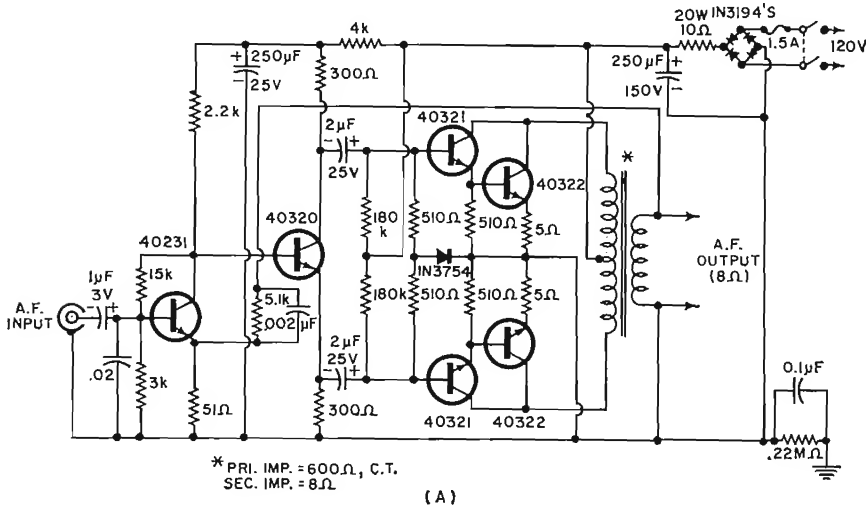 4k
20W IN3194'S
10Ω
1.5A
120V
+
250µF
-
25V
300Ω
250µF
+
150V
-
2.2k
2µF
- +
25V
40321
*
40322
40320
180
k
510Ω
510Ω
5Ω
40231
1µF
3V
- +
15k
A.F.
INPUT
IN3754
A.F.
OUTPUT
(8Ω)
5.1k
.002
µF
180k
510Ω
510Ω
5Ω
2µF
25V
- +
.02
3k
51Ω
300Ω
40321
40322
0.1µF
.22MΩ
* PRI. IMP. = 600Ω, C.T.
SEC. IMP. = 8Ω
(A)